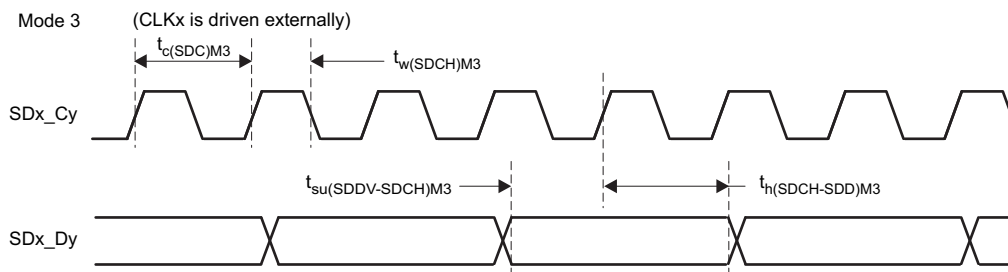 Mode 3 (CLKx is driven externally)
tc(SDC)M3
tw(SDCH)M3
SDx_Cy
tsu(SDDV-SDCH)M3
th(SDCH-SDD)M3
SDx_Dy